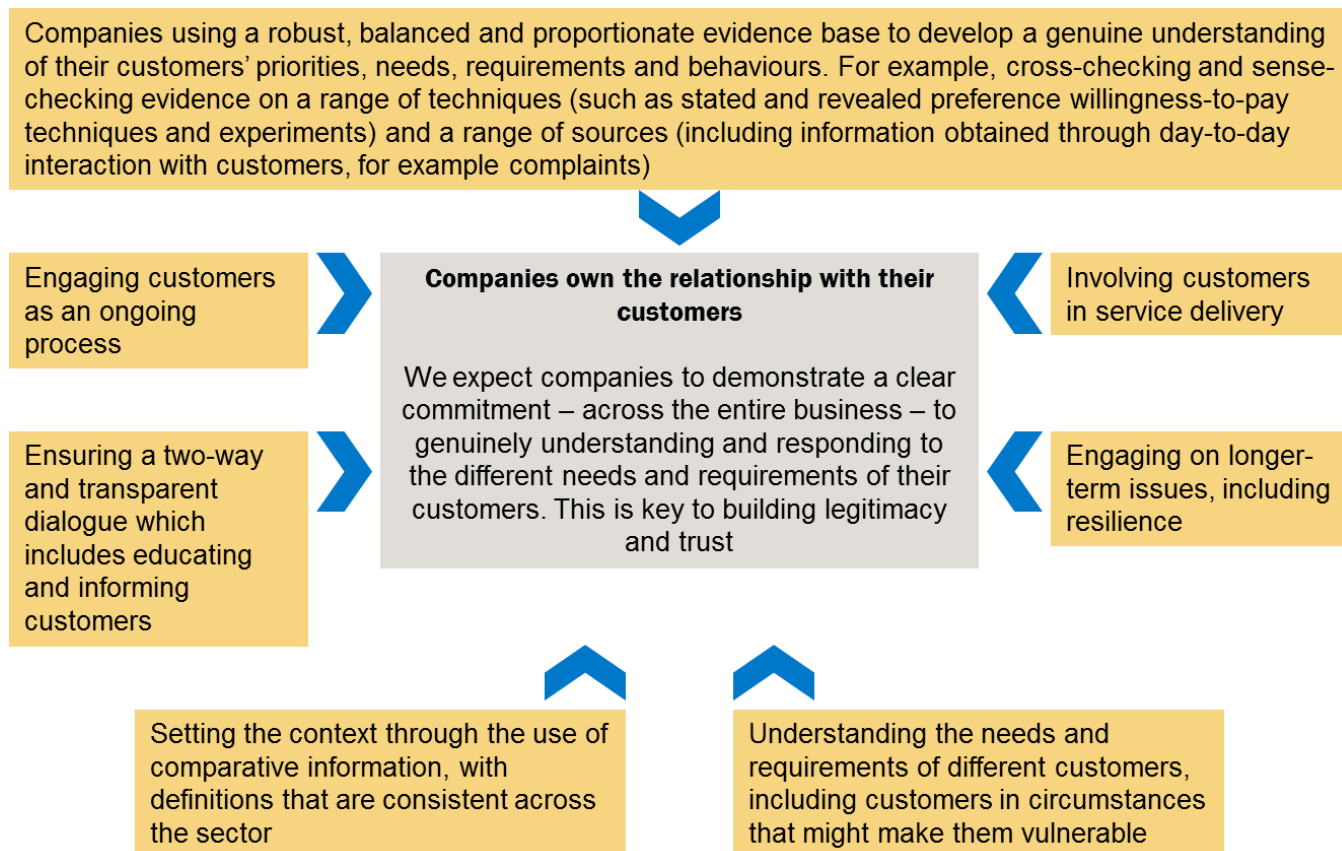 Companies using a robust, balanced and proportionate evidence base to develop a genuine understanding
of their customers’ priorities, needs, requirements and behaviours. For example, cross-checking and sense-
checking evidence on a range of techniques (such as stated and revealed preference willingness-to-pay
techniques and experiments) and a range of sources (including information obtained through day-to-day
interaction with customers, for example complaints)
Engaging customers
as an ongoing
process
Companies own the relationship with their
customers
We expect companies to demonstrate a clear
commitment – across the entire business – to
genuinely understanding and responding to
the different needs and requirements of their
customers. This is key to building legitimacy
and trust
Involving customers
in service delivery
Ensuring a two-way
and transparent
dialogue which
includes educating
and informing
customers
Engaging on longer-
term issues, including
resilience
Setting the context through the use of
comparative information, with
definitions that are consistent across
the sector
Understanding the needs and
requirements of different customers,
including customers in circumstances
that might make them vulnerable